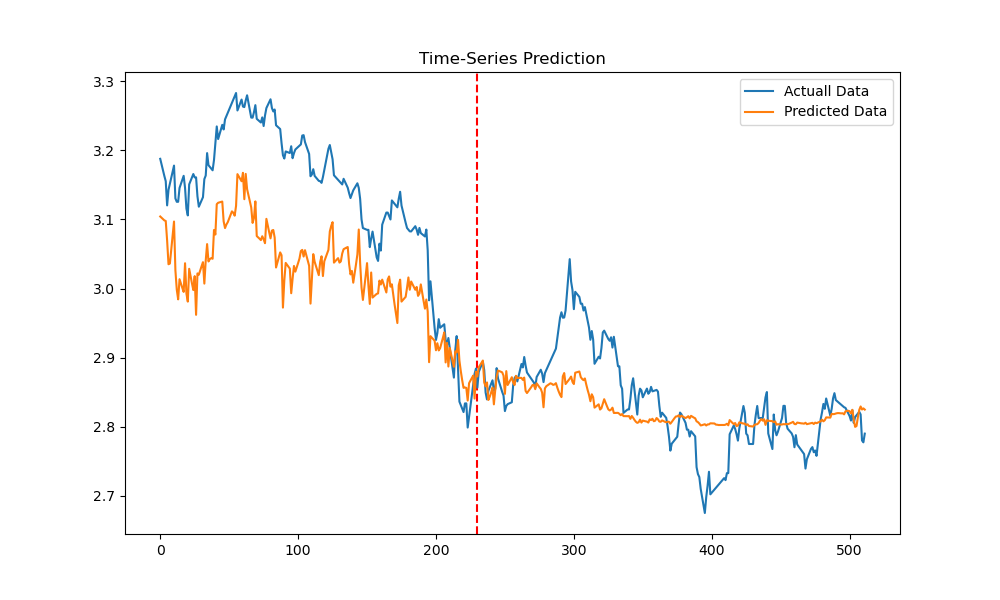 Time-Series Prediction
Actuall Data
Predicted Data
3.3
3.2
3.1
3.0
2.9
2.8
2.7
0 100 200 300 400 500